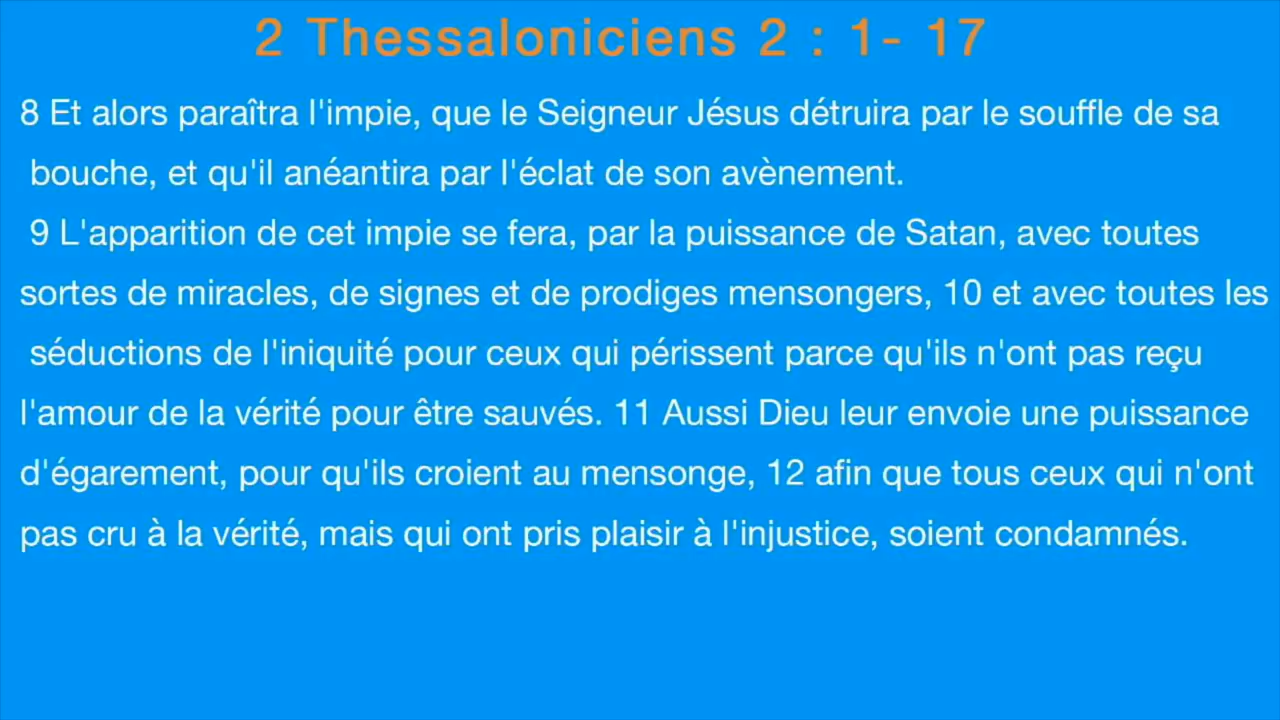 2 Thessaloniciens 2 : 1- 17
8 Et alors paraîtra l'impie, que le Seigneur Jésus détruira par le souffle de sa
bouche, et qu'il anéantira par l'éclat de son avènement.
9 L'apparition de cet impie se fera, par la puissance de Satan, avec toutes
sortes de miracles, de signes et de prodiges mensongers, 10 et avec toutes les
séductions de l'iniquité pour ceux qui périssent parce qu'ils n'ont pas reçu
l'amour de la vérité pour être sauvés. 11 Aussi Dieu leur envoie une puissance
d'égarement, pour qu'ils croient au mensonge, 12 afin que tous ceux qui n'ont
pas cru à la vérité, mais qui ont pris plaisir à l'injustice, soient condamnés.